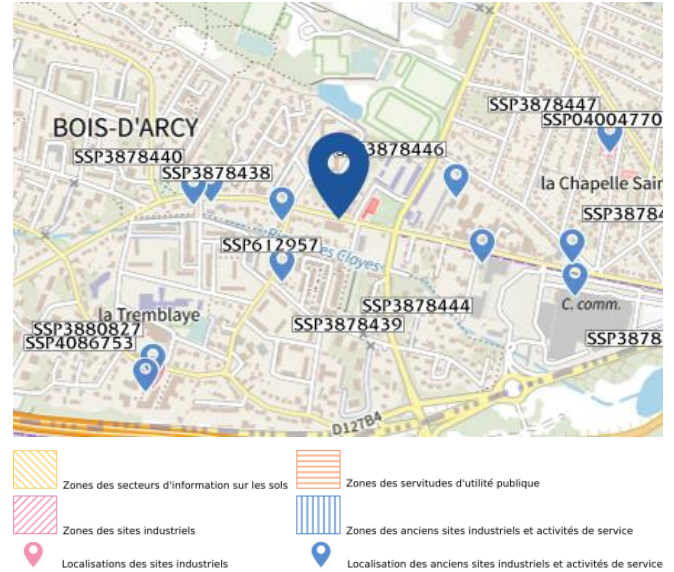 SSP3878447
SSP04004770
BOIS-D'ARCY
SSP3878440
3878446
SSP3878438
la Chapelle Sain
SSP38784
SSP612957
SSP3878444
C. comm.
la Tremblaye
SSP3878439
SSP3880827
SSP4086753
SSP3878
D127B4
Zones des secteurs d'information sur les sols
Zones des servitudes d'utilité publique
Zones des sites industriels
Zones des anciens sites industriels et activités de service
Localisations des sites industriels
Localisation des anciens sites industriels et activités de service